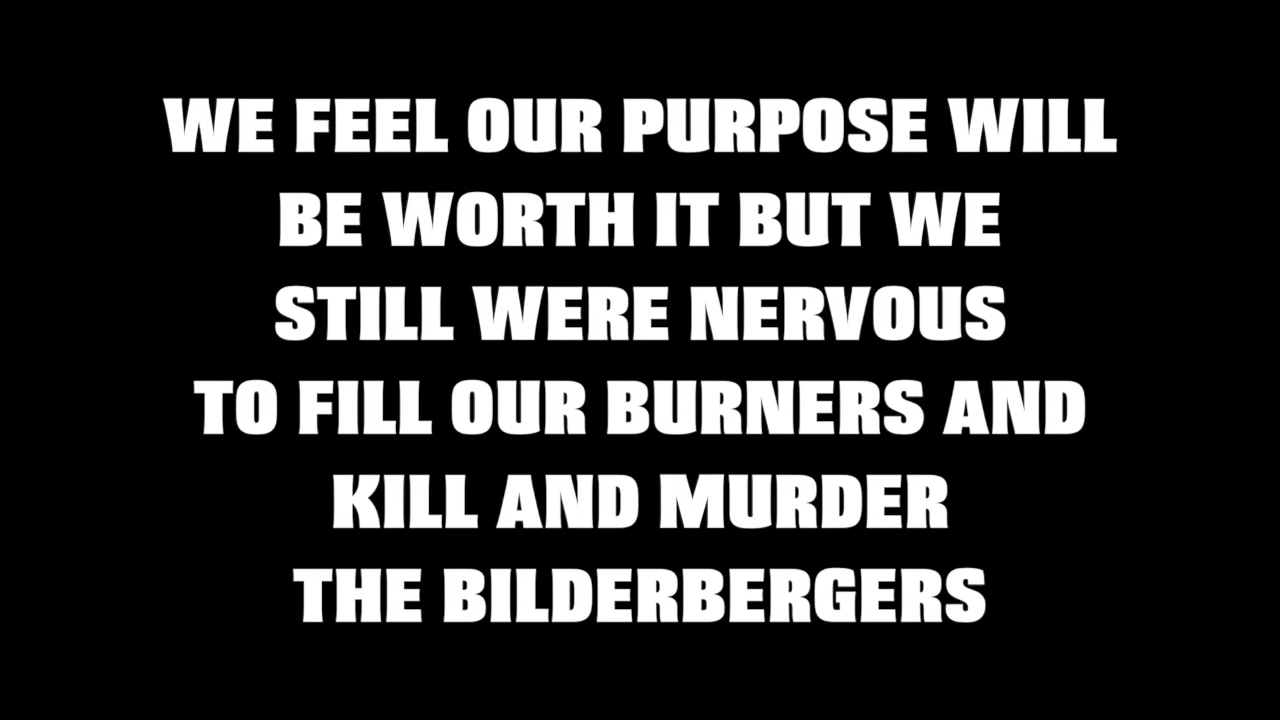 WE FEEL OUR PURPOSE WILL
BE WORTH IT BUT WE
STILL WERE NERVOUS
TO FILL OUR BURNERS AND
KILL AND MURDER
THE BILDERBERGERS